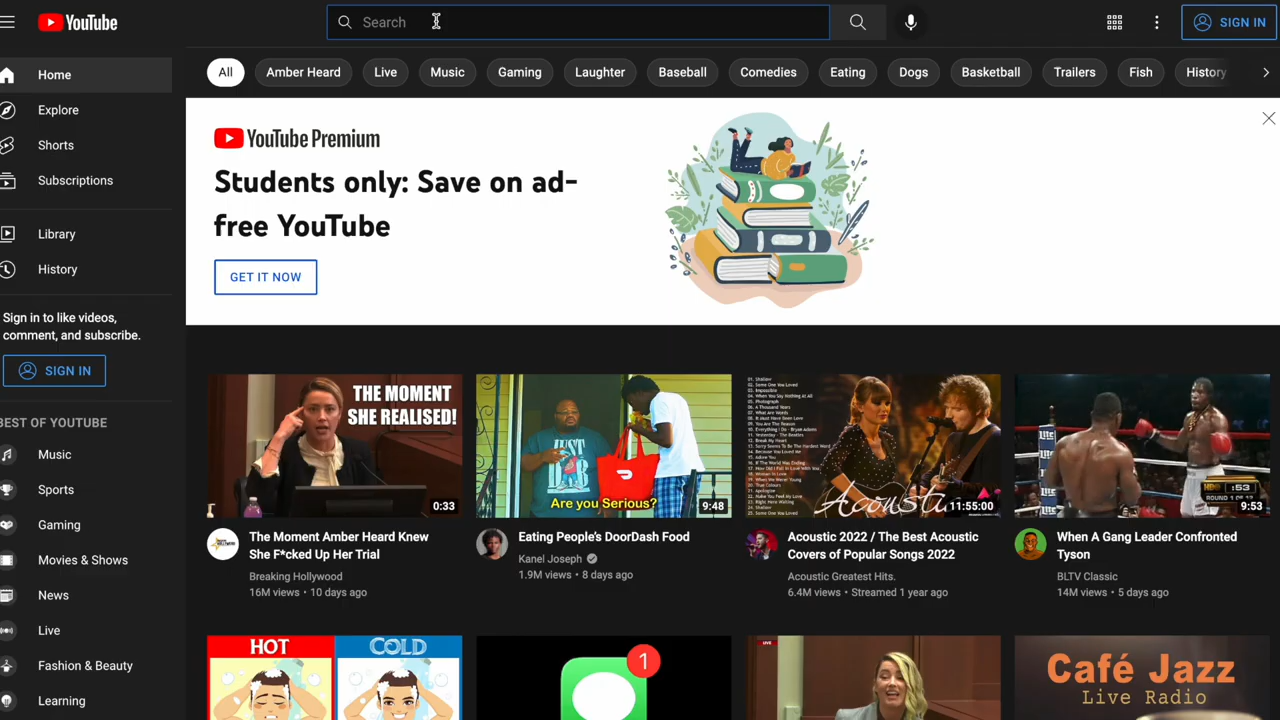 YouTube
Search
SIGN IN
Home
Explore
Shorts
Subscriptions
Library
History
Sign in to like videos,
comment, and subscribe.
SIGN IN
BEST OF YOUTUBE
Music
Sports
Gaming
Movies & Shows
News
Live
Fashion & Beauty
Learning
All
Amber Heard
Live
Music
Gaming
Laughter
Baseball
Comedies
Eating
Dogs
Basketball
Trailers
Fish
History
YouTube Premium
Students only: Save on ad-
free YouTube
GET IT NOW
THE MOMENT
SHE REALISED!
0:33
The Moment Amber Heard Knew
She F*cked Up Her Trial
Breaking Hollywood
16M views • 10 days ago
Are you Serious?
9:48
Eating People's DoorDash Food
Kanel Joseph
1.9M views • 8 days ago
Acoustic
11:55:00
Acoustic 2022 / The Best Acoustic
Covers of Popular Songs 2022
Acoustic Greatest Hits.
6.4M views • Streamed 1 year ago
:53
ROUND 1
9:53
When A Gang Leader Confronted
Tyson
BLTV Classic
14M views • 5 days ago
HOT
COLD
1
LIVE
Café Jazz
Live Radio